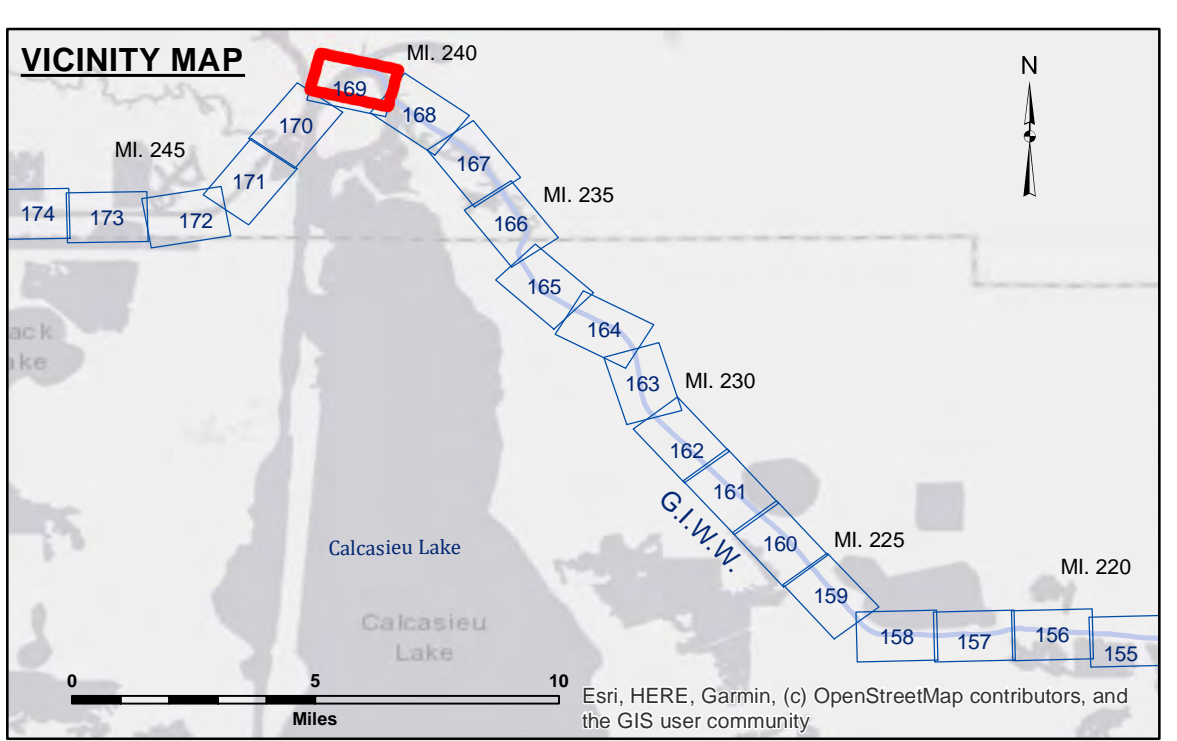 VICINITY MAP
MI. 240
N
169
168
170
MI. 245
167
171
MI. 235
174
173
172
166
165
164
ack
ke
163
MI. 230
162
161
G.I.W.W.
160
MI. 225
Calcasieu Lake
MI. 220
159
Calcasieu
Lake
158
157
156
155
0
5
10
Miles
Esri, HERE, Garmin, (c) OpenStreetMap contributors, and
the GIS user community